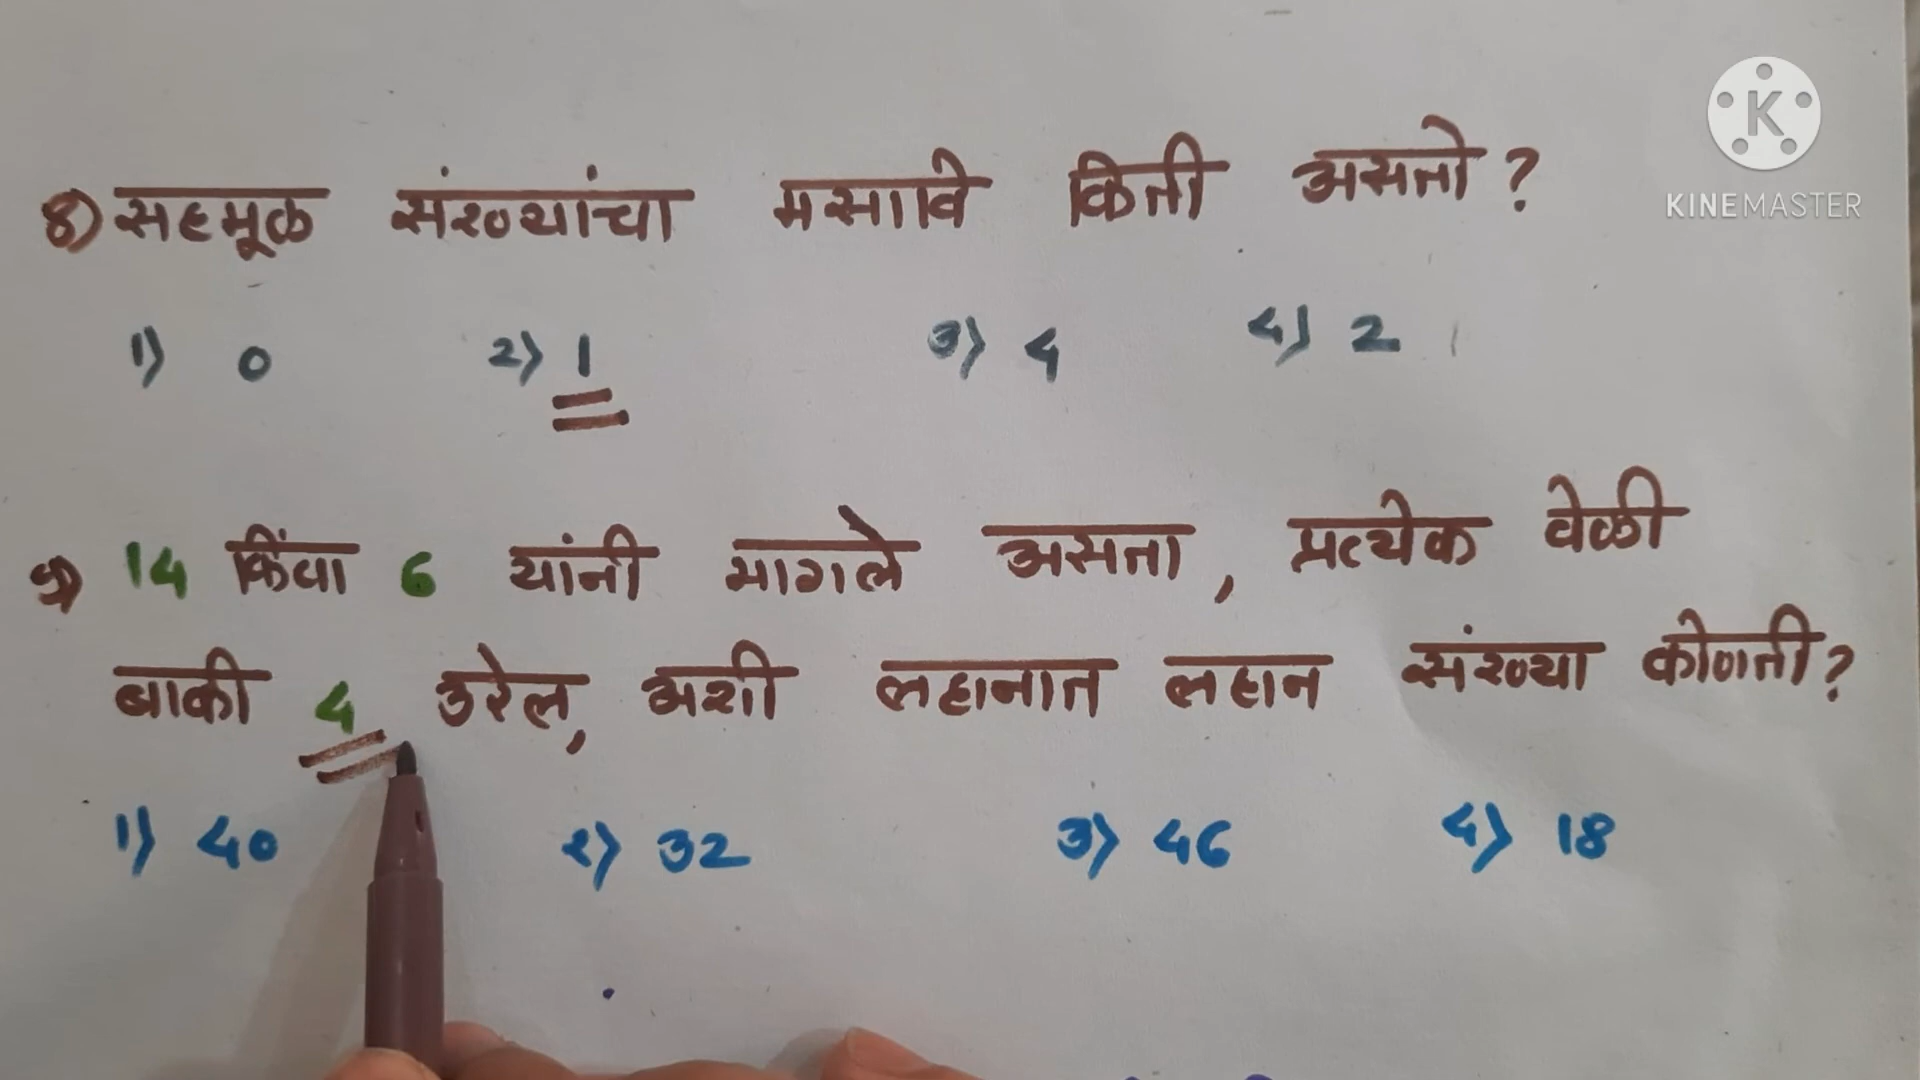 KINEMASTER
8) सहमूळ संख्यांचा मसावि किती असतो?
1) 0 2) 1 3) 4 4) 2
9) 14 किंवा 6 यांनी भागले असता, प्रत्येक वेळी
बाकी 4 उरेल, अशी लहानात लहान संख्या कोणती?
1) 40 2) 32 3) 46 4) 18